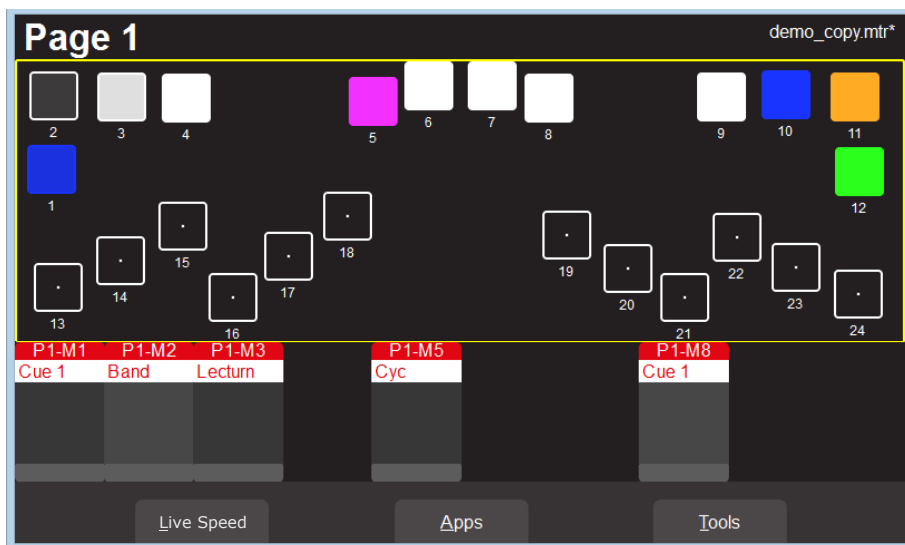 Page 1
demo_copy.mtr*
2 3 4 5 6 7 8 9 10 11
1 12
13 14 15 16 17 18 19 20 21 22 23 24
P1-M1 P1-M2 P1-M3 P1-M5 P1-M8
Cue 1 Band Lecturn Cyc Cue 1
Live Speed Apps Tools